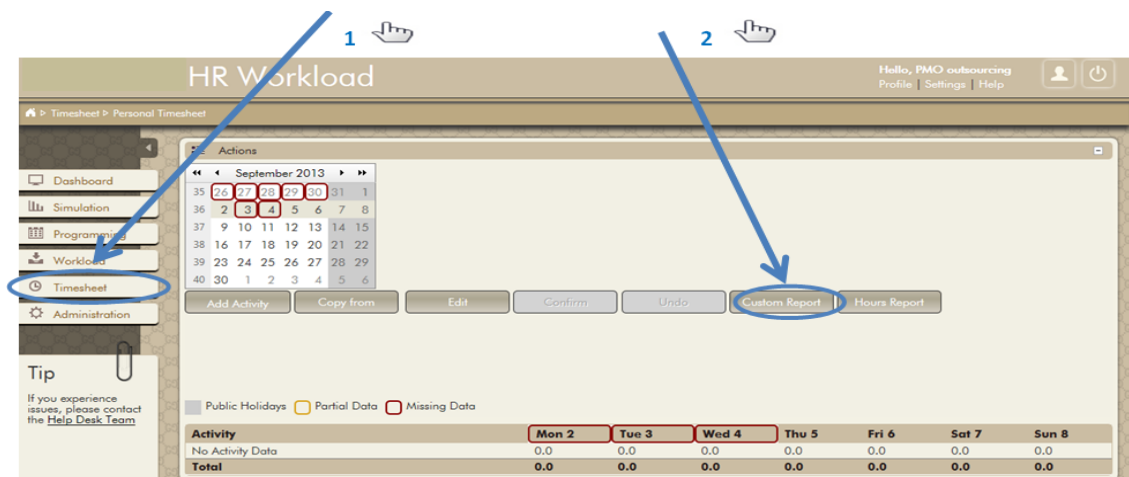 1
2
HR Workload
Hello, PMO outsourcing
Profile | Settings | Help
Timesheet Personal Timesheet
Actions
September 2013
35 26 27 28 29 30 31 1
36 2 3 4 5 6 7 8
37 9 10 11 12 13 14 15
38 16 17 18 19 20 21 22
39 23 24 25 26 27 28 29
40 30 1 2 3 4 5 6
Dashboard
Simulation
Programming
Workload
Timesheet
Administration
Add Activity Copy from Edit Confirm Undo Custom Report Hours Report
Tip
If you experience
issues, please contact
the Help Desk Team
Public Holidays Partial Data Missing Data
Activity Mon 2 Tue 3 Wed 4 Thu 5 Fri 6 Sat 7 Sun 8
No Activity Data 0.0 0.0 0.0 0.0 0.0 0.0 0.0
Total 0.0 0.0 0.0 0.0 0.0 0.0 0.0